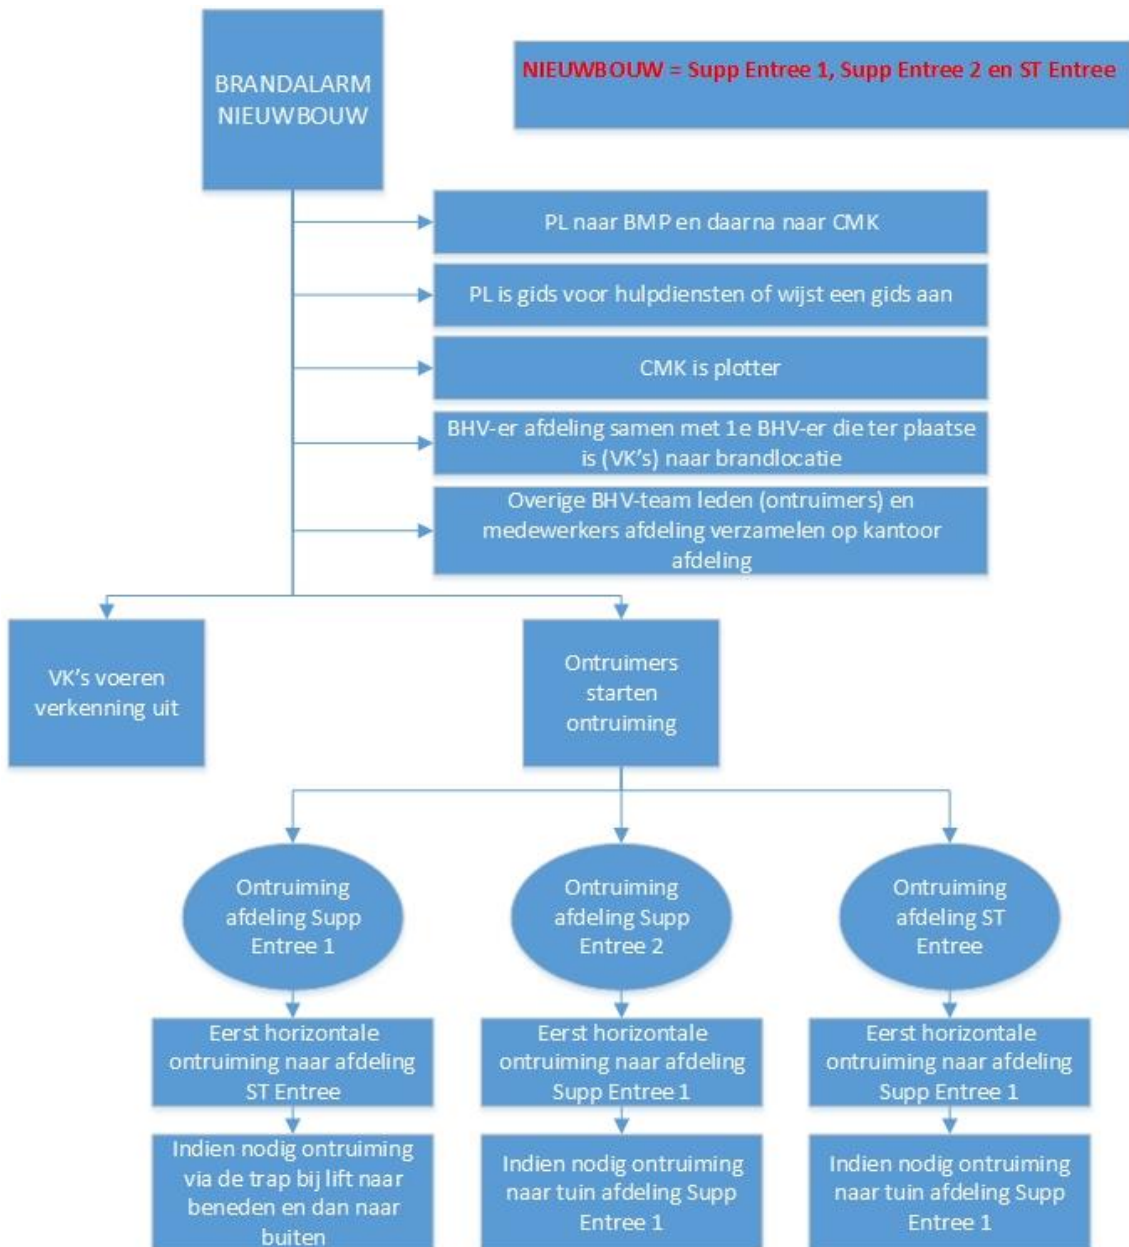 BRANDALARM
NIEUWBOUW
NIEUWBOUW = Supp Entree 1, Supp Entree 2 en ST Entree
PL naar BMP en daarna naar CMK
PL is gids voor hulpdiensten of wijst een gids aan
CMK is plotter
BHV-er afdeling samen met 1e BHV-er die ter plaatse
is (VK's) naar brandlocatie
Overige BHV-team leden (ontruimers) en
medewerkers afdeling verzamelen op kantoor
afdeling
VK's voeren
verkenning uit
Ontruimers
starten
ontruiming
Ontruiming
afdeling Supp
Entree 1
Ontruiming
afdeling Supp
Entree 2
Ontruiming
afdeling ST
Entree
Eerst horizontale
ontruiming naar afdeling
ST Entree
Eerst horizontale
ontruiming naar afdeling
Supp Entree 1
Eerst horizontale
ontruiming naar afdeling
Supp Entree 1
Indien nodig ontruiming
via de trap bij lift naar
beneden en dan naar
buiten
Indien nodig ontruiming
naar tuin afdeling Supp
Entree 1
Indien nodig ontruiming
naar tuin afdeling Supp
Entree 1